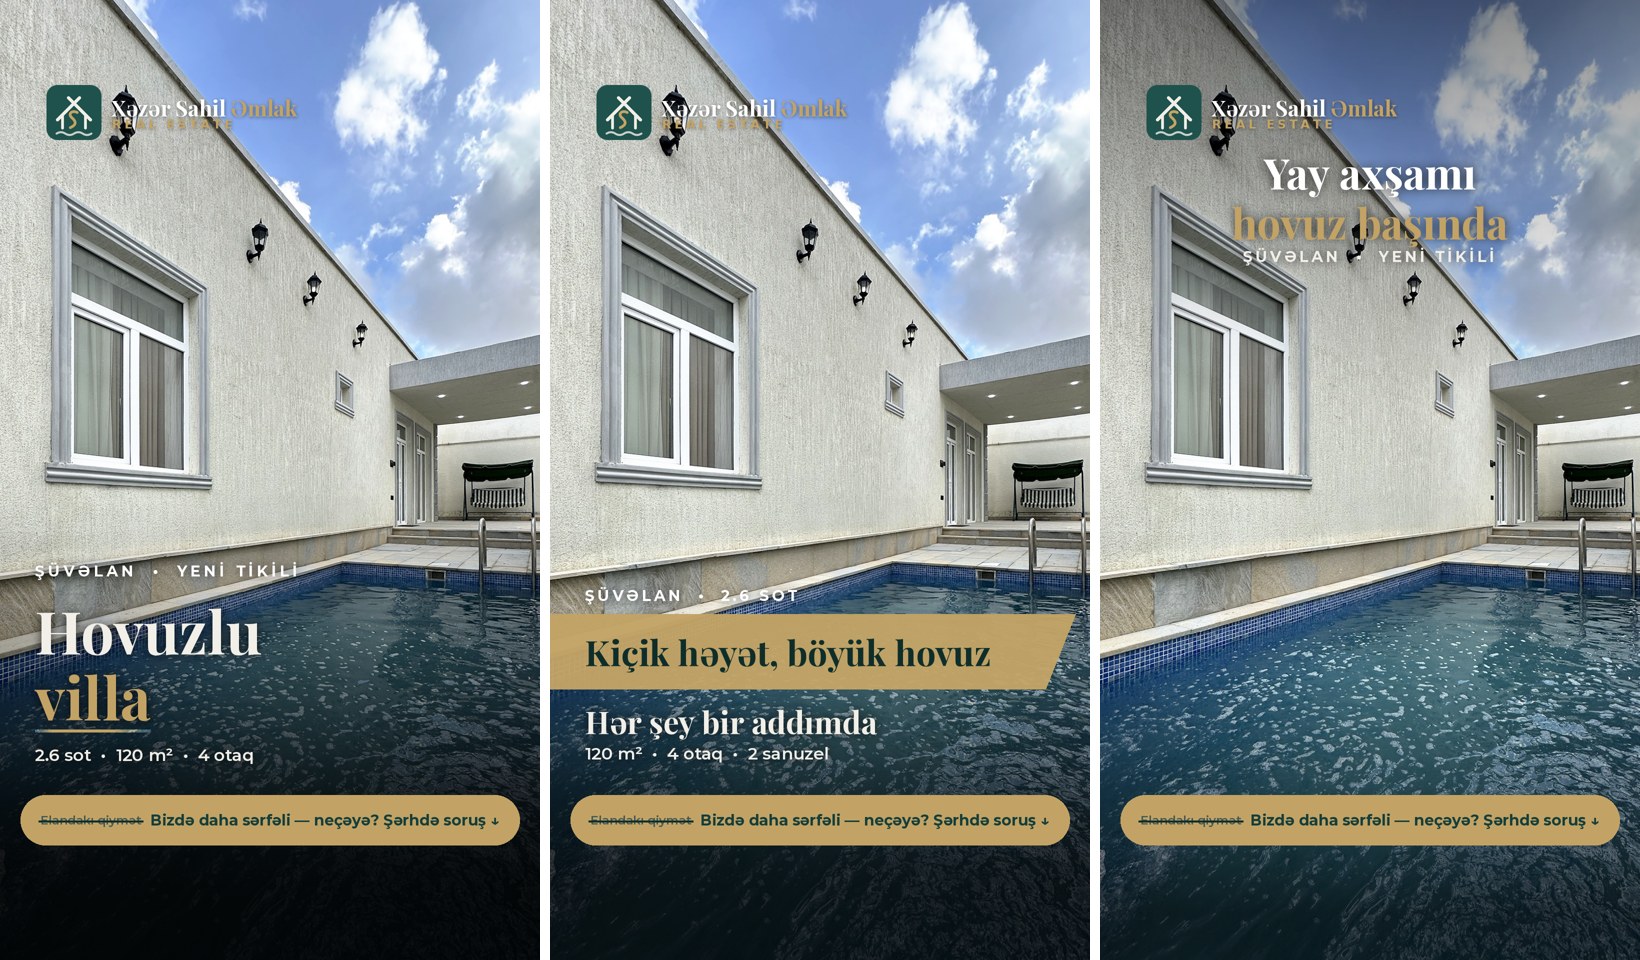 Xəzər Sahil Əmlak
REAL ESTATE
ŞÜVƏLAN • YENİ TİKİLİ
Hovuzlu
villa
2.6 sot • 120 m² • 4 otaq
Elandakı qiymət Bizdə daha sərfəli — neçəyə? Şərhdə soruş ↓
Xəzər Sahil Əmlak
REAL ESTATE
ŞÜVƏLAN • 2.6 SOT
Kiçik həyət, böyük hovuz
Hər şey bir addımda
120 m² • 4 otaq • 2 sanuzel
Elandakı qiymət Bizdə daha sərfəli — neçəyə? Şərhdə soruş ↓
Xəzər Sahil Əmlak
REAL ESTATE
Yay axşamı
hovuz başında
ŞÜVƏLAN • YENİ TİKİLİ
Elandakı qiymət Bizdə daha sərfəli — neçəyə? Şərhdə soruş ↓